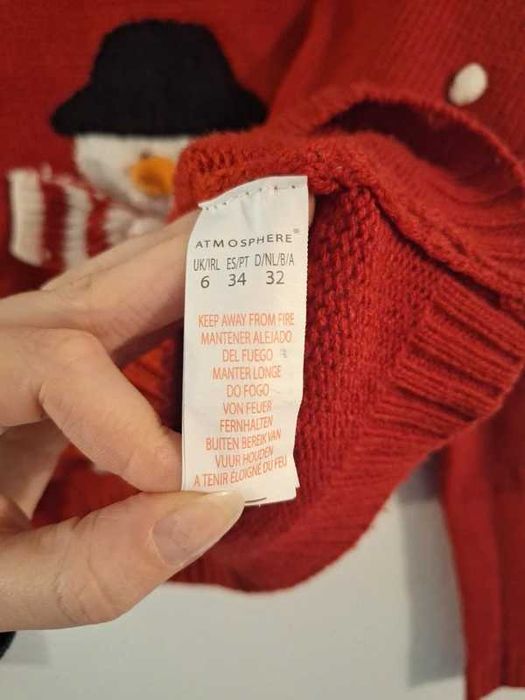 ATMOSPHERE®
UK/IRL ES/PT D/NL/B/A
6 34 32
KEEP AWAY FROM FIRE
MANTENER ALEJADO
DEL FUEGO
MANTER LONGE
DO FOGO
VON FEUER
FERNHALTEN
BUITEN BEREIK VAN
VUUR HOUDEN
A TENIR ÉLOIGNÉ DU FEU